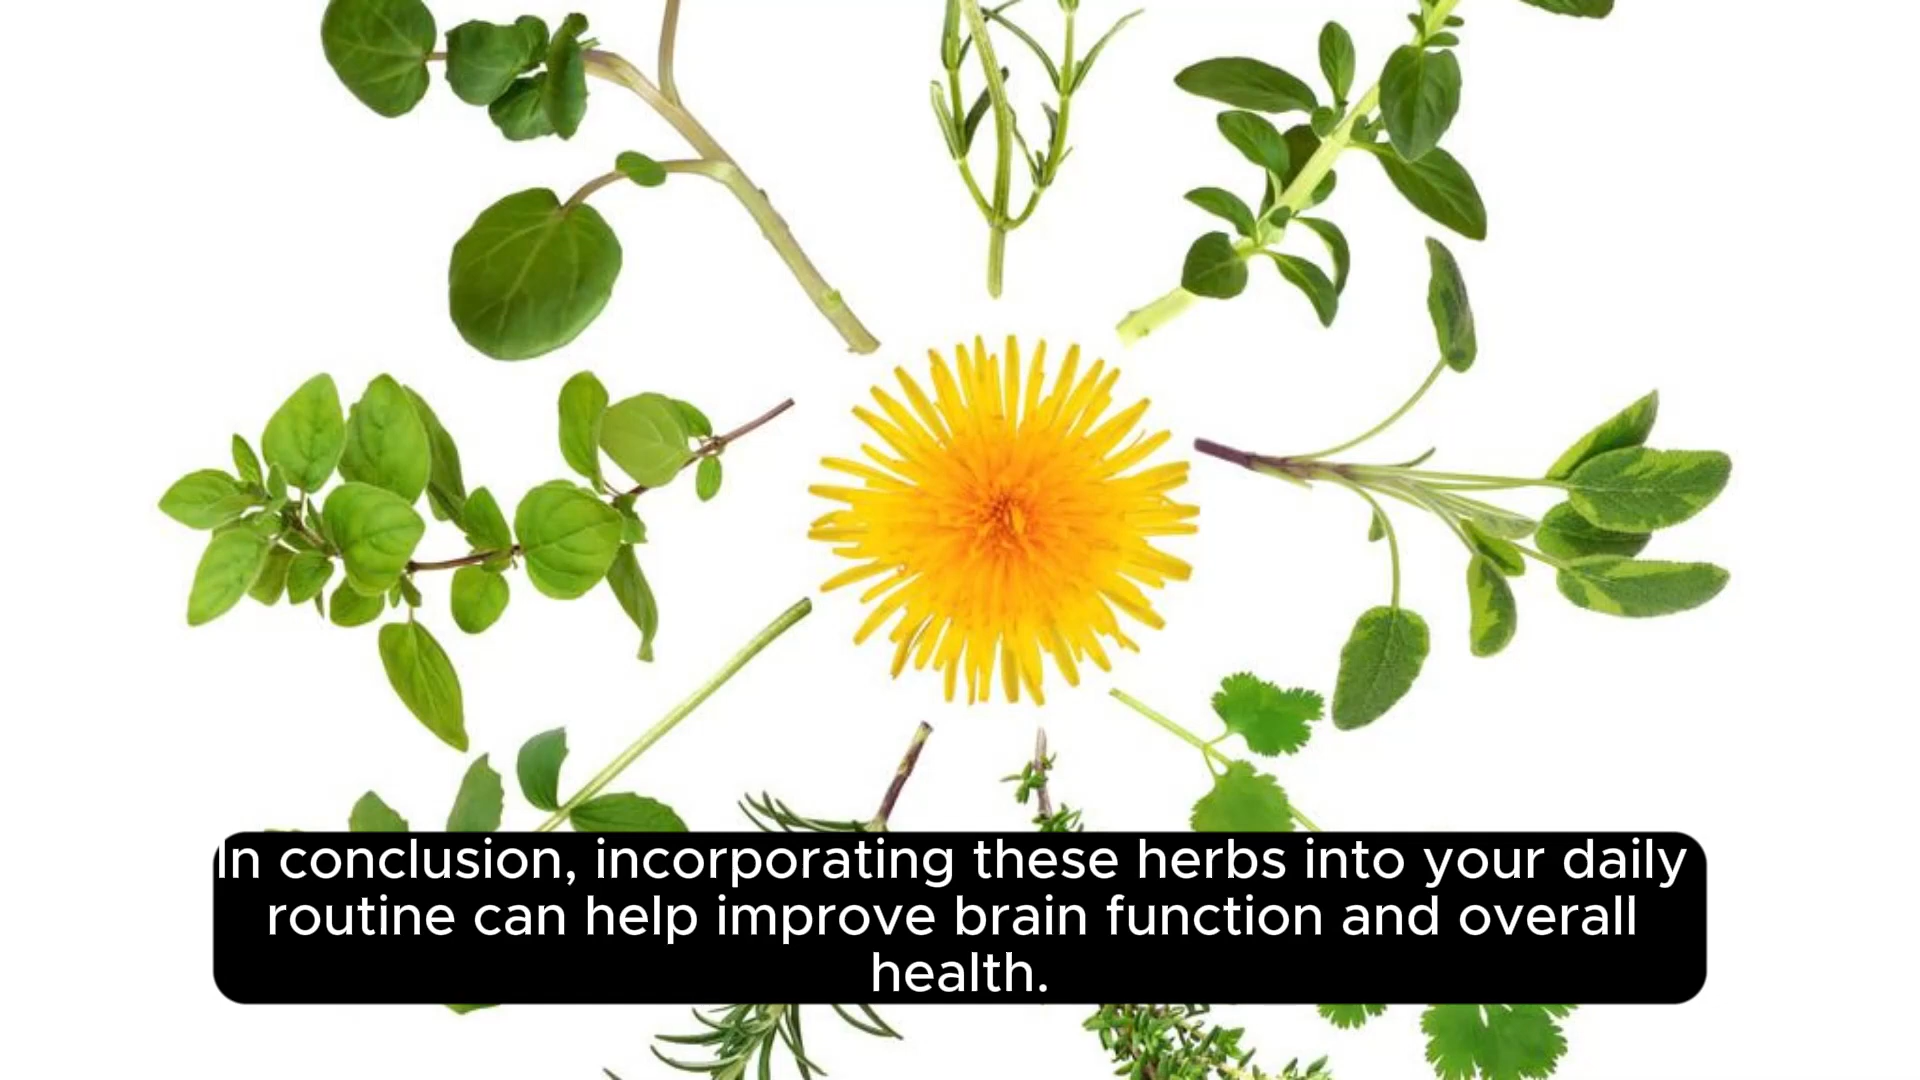 In conclusion, incorporating these herbs into your daily
routine can help improve brain function and overall
health.